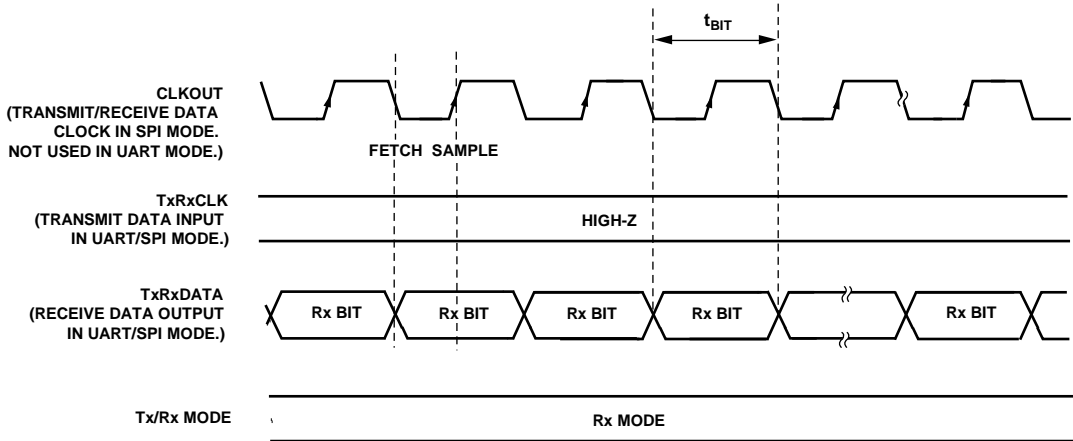 tBIT
CLKOUT
(TRANSMIT/RECEIVE DATA
CLOCK IN SPI MODE.
NOT USED IN UART MODE.)
FETCH SAMPLE
TxRxCLK
(TRANSMIT DATA INPUT
IN UART/SPI MODE.)
HIGH-Z
TxRxDATA
(RECEIVE DATA OUTPUT
IN UART/SPI MODE.)
Rx BIT Rx BIT Rx BIT Rx BIT Rx BIT
Tx/Rx MODE
Rx MODE